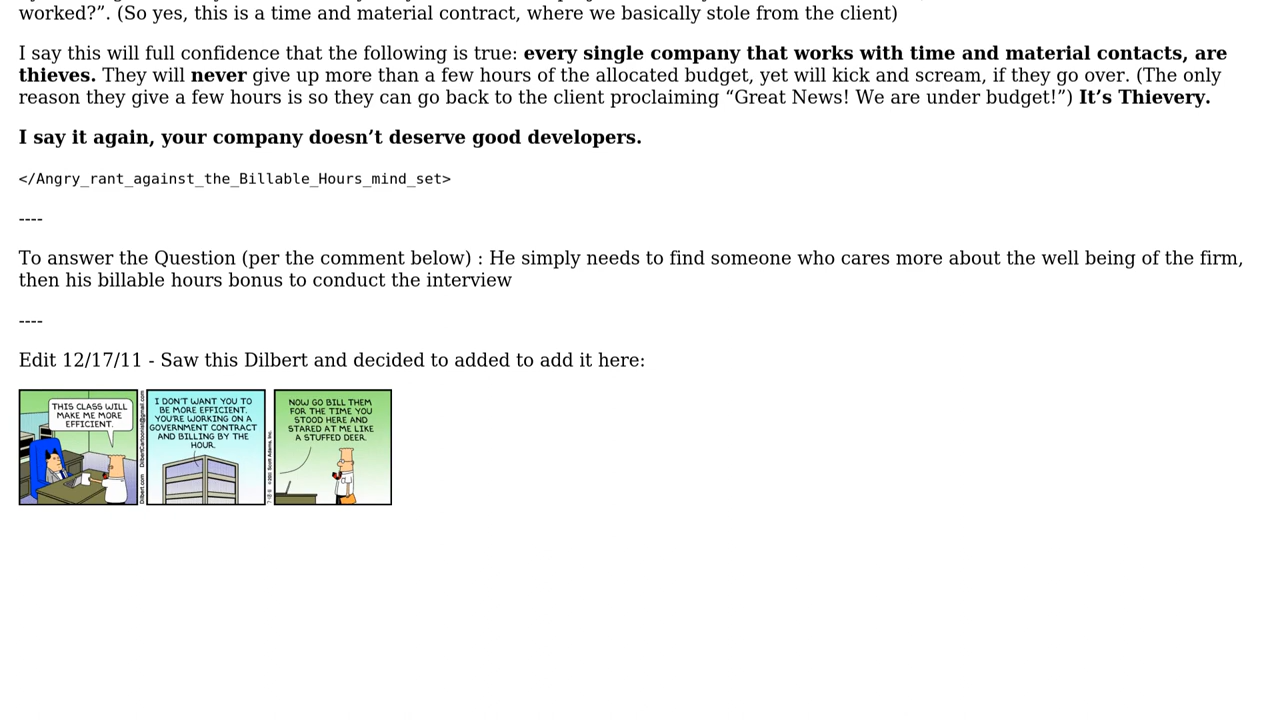 worked?”. (So yes, this is a time and material contract, where we basically stole from the client)
I say this will full confidence that the following is true: every single company that works with time and material contacts, are
thieves. They will never give up more than a few hours of the allocated budget, yet will kick and scream, if they go over. (The only
reason they give a few hours is so they can go back to the client proclaiming “Great News! We are under budget!”) It’s Thievery.
I say it again, your company doesn’t deserve good developers.
</Angry_rant_against_the_Billable_Hours_mind_set>
----
To answer the Question (per the comment below) : He simply needs to find someone who cares more about the well being of the firm,
then his billable hours bonus to conduct the interview
----
Edit 12/17/11 - Saw this Dilbert and decided to added to add it here:
THIS CLASS WILL
MAKE ME MORE
EFFICIENT.
Dilbert.com DilbertCartoonist@gmail.com
I DON'T WANT YOU TO
BE MORE EFFICIENT.
YOU'RE WORKING ON A
GOVERNMENT CONTRACT
AND BILLING BY THE
HOUR.
Scott Adams, Inc.
NOW GO BILL THEM
FOR THE TIME YOU
STOOD HERE AND
STARED AT ME LIKE
A STUFFED DEER.